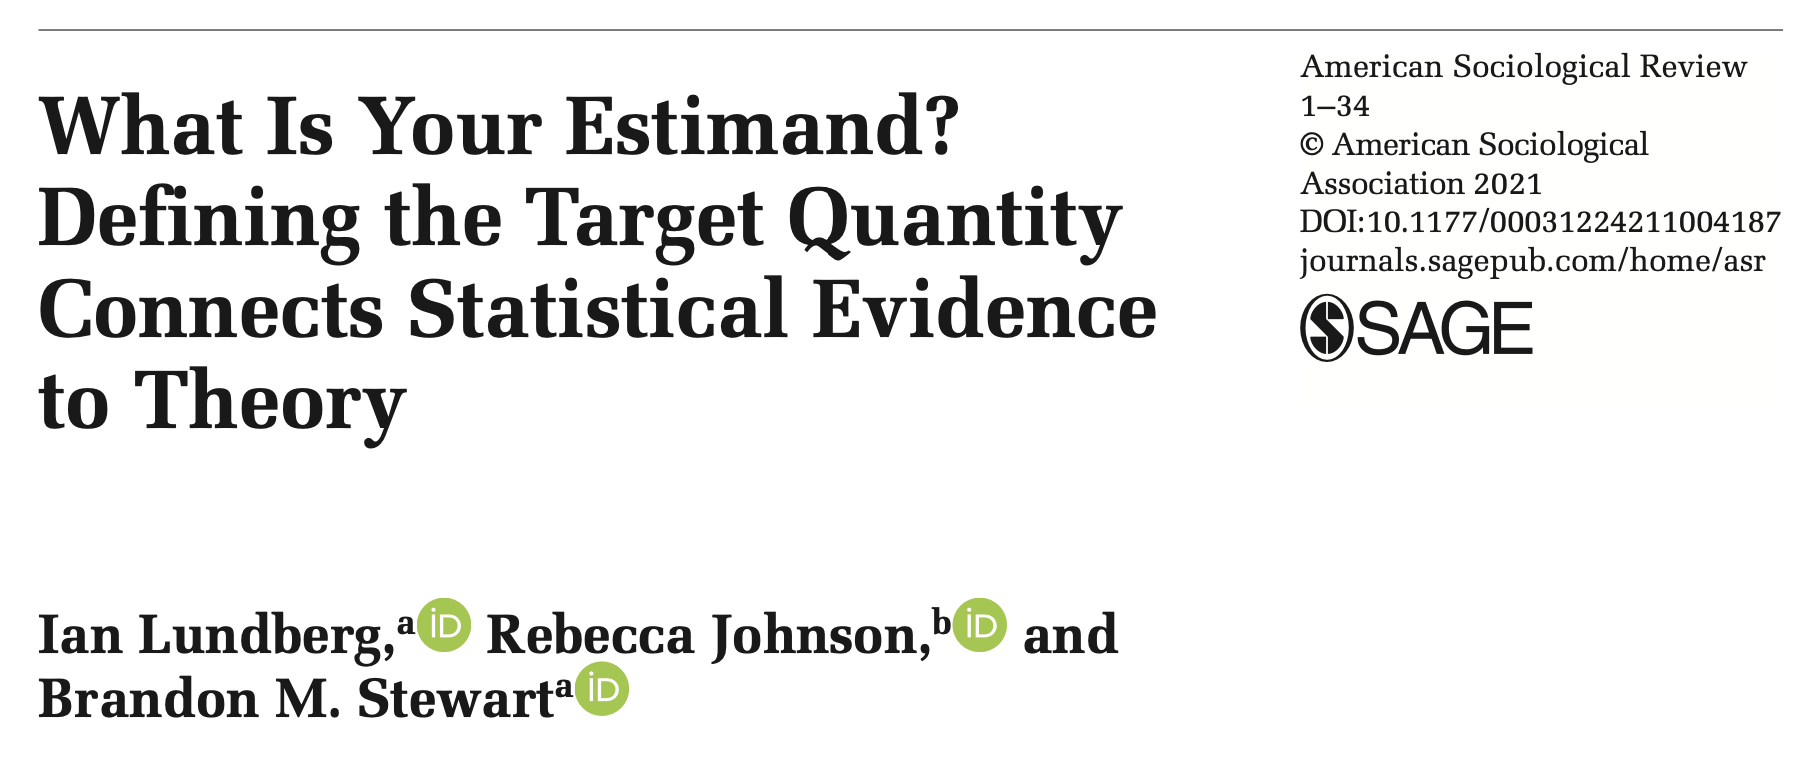 What Is Your Estimand?
Defining the Target Quantity
Connects Statistical Evidence
to Theory
American Sociological Review
1–34
© American Sociological
Association 2021
DOI:10.1177/00031224211004187
journals.sagepub.com/home/asr
SAGE
Ian Lundberg,ᵃ iD Rebecca Johnson,ᵇ iD and
Brandon M. Stewartᵃ iD